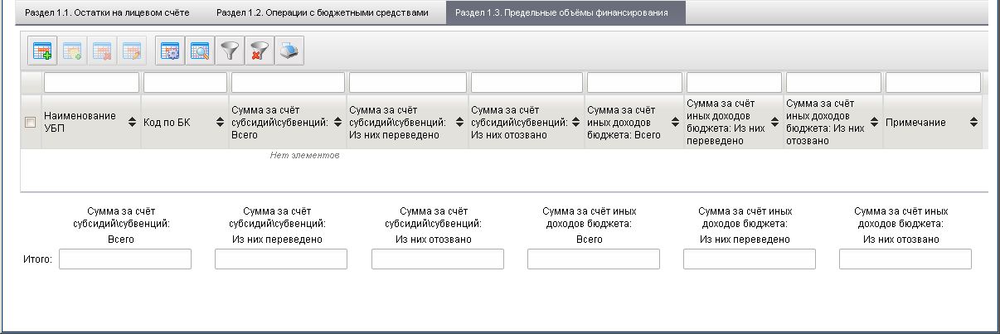 Раздел 1.1. Остатки на лицевом счёте
Раздел 1.2. Операции с бюджетными средствами
Раздел 1.3. Предельные объёмы финансирования
Наименование
УБП
Код по БК
Сумма за счёт
субсидий\субвенций:
Всего
Сумма за счёт
субсидий\субвенций:
Из них переведено
Сумма за счёт
субсидий\субвенций:
Из них отозвано
Сумма за счёт
иных доходов
бюджета: Всего
Сумма за счёт
иных доходов
бюджета: Из них
переведено
Сумма за счёт
иных доходов
бюджета: Из них
отозвано
Примечание
Нет элементов
Сумма за счёт
субсидий\субвенций:
Всего
Сумма за счёт
субсидий\субвенций:
Из них переведено
Сумма за счёт
субсидий\субвенций:
Из них отозвано
Сумма за счёт иных
доходов бюджета:
Всего
Сумма за счёт иных
доходов бюджета:
Из них переведено
Сумма за счёт иных
доходов бюджета:
Из них отозвано
Итого: